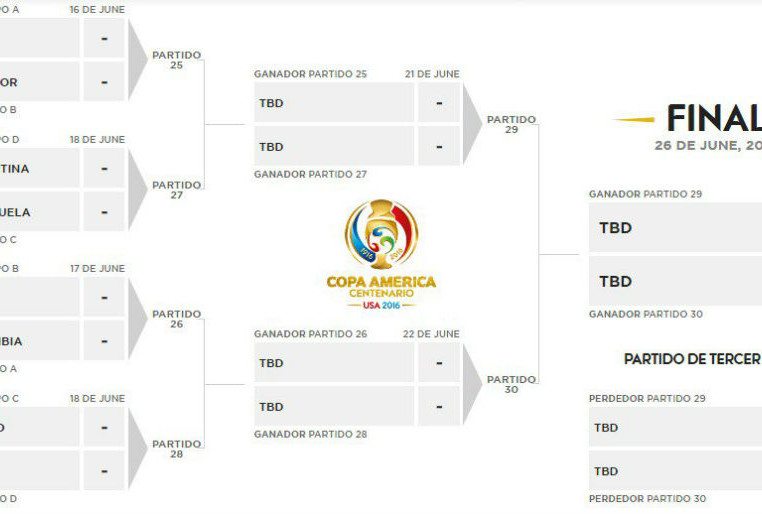 PO A 16 DE JUNE
-
OR -
O B
PARTIDO
25
PO D 18 DE JUNE
TINA -
UELA -
O C
PARTIDO
27
PO B 17 DE JUNE
-
BIA -
O A
PARTIDO
26
PO C 18 DE JUNE
O -
-
O D
PARTIDO
28
GANADOR PARTIDO 25 21 DE JUNE
TBD -
TBD -
GANADOR PARTIDO 27
PARTIDO
29
1916 2016
COPA AMERICA
CENTENARIO
USA 2016
GANADOR PARTIDO 26 22 DE JUNE
TBD -
TBD -
GANADOR PARTIDO 28
PARTIDO
30
FINAL
26 DE JUNE, 20
GANADOR PARTIDO 29
TBD
TBD
GANADOR PARTIDO 30
PARTIDO DE TERCER
PERDEDOR PARTIDO 29
TBD
TBD
PERDEDOR PARTIDO 30